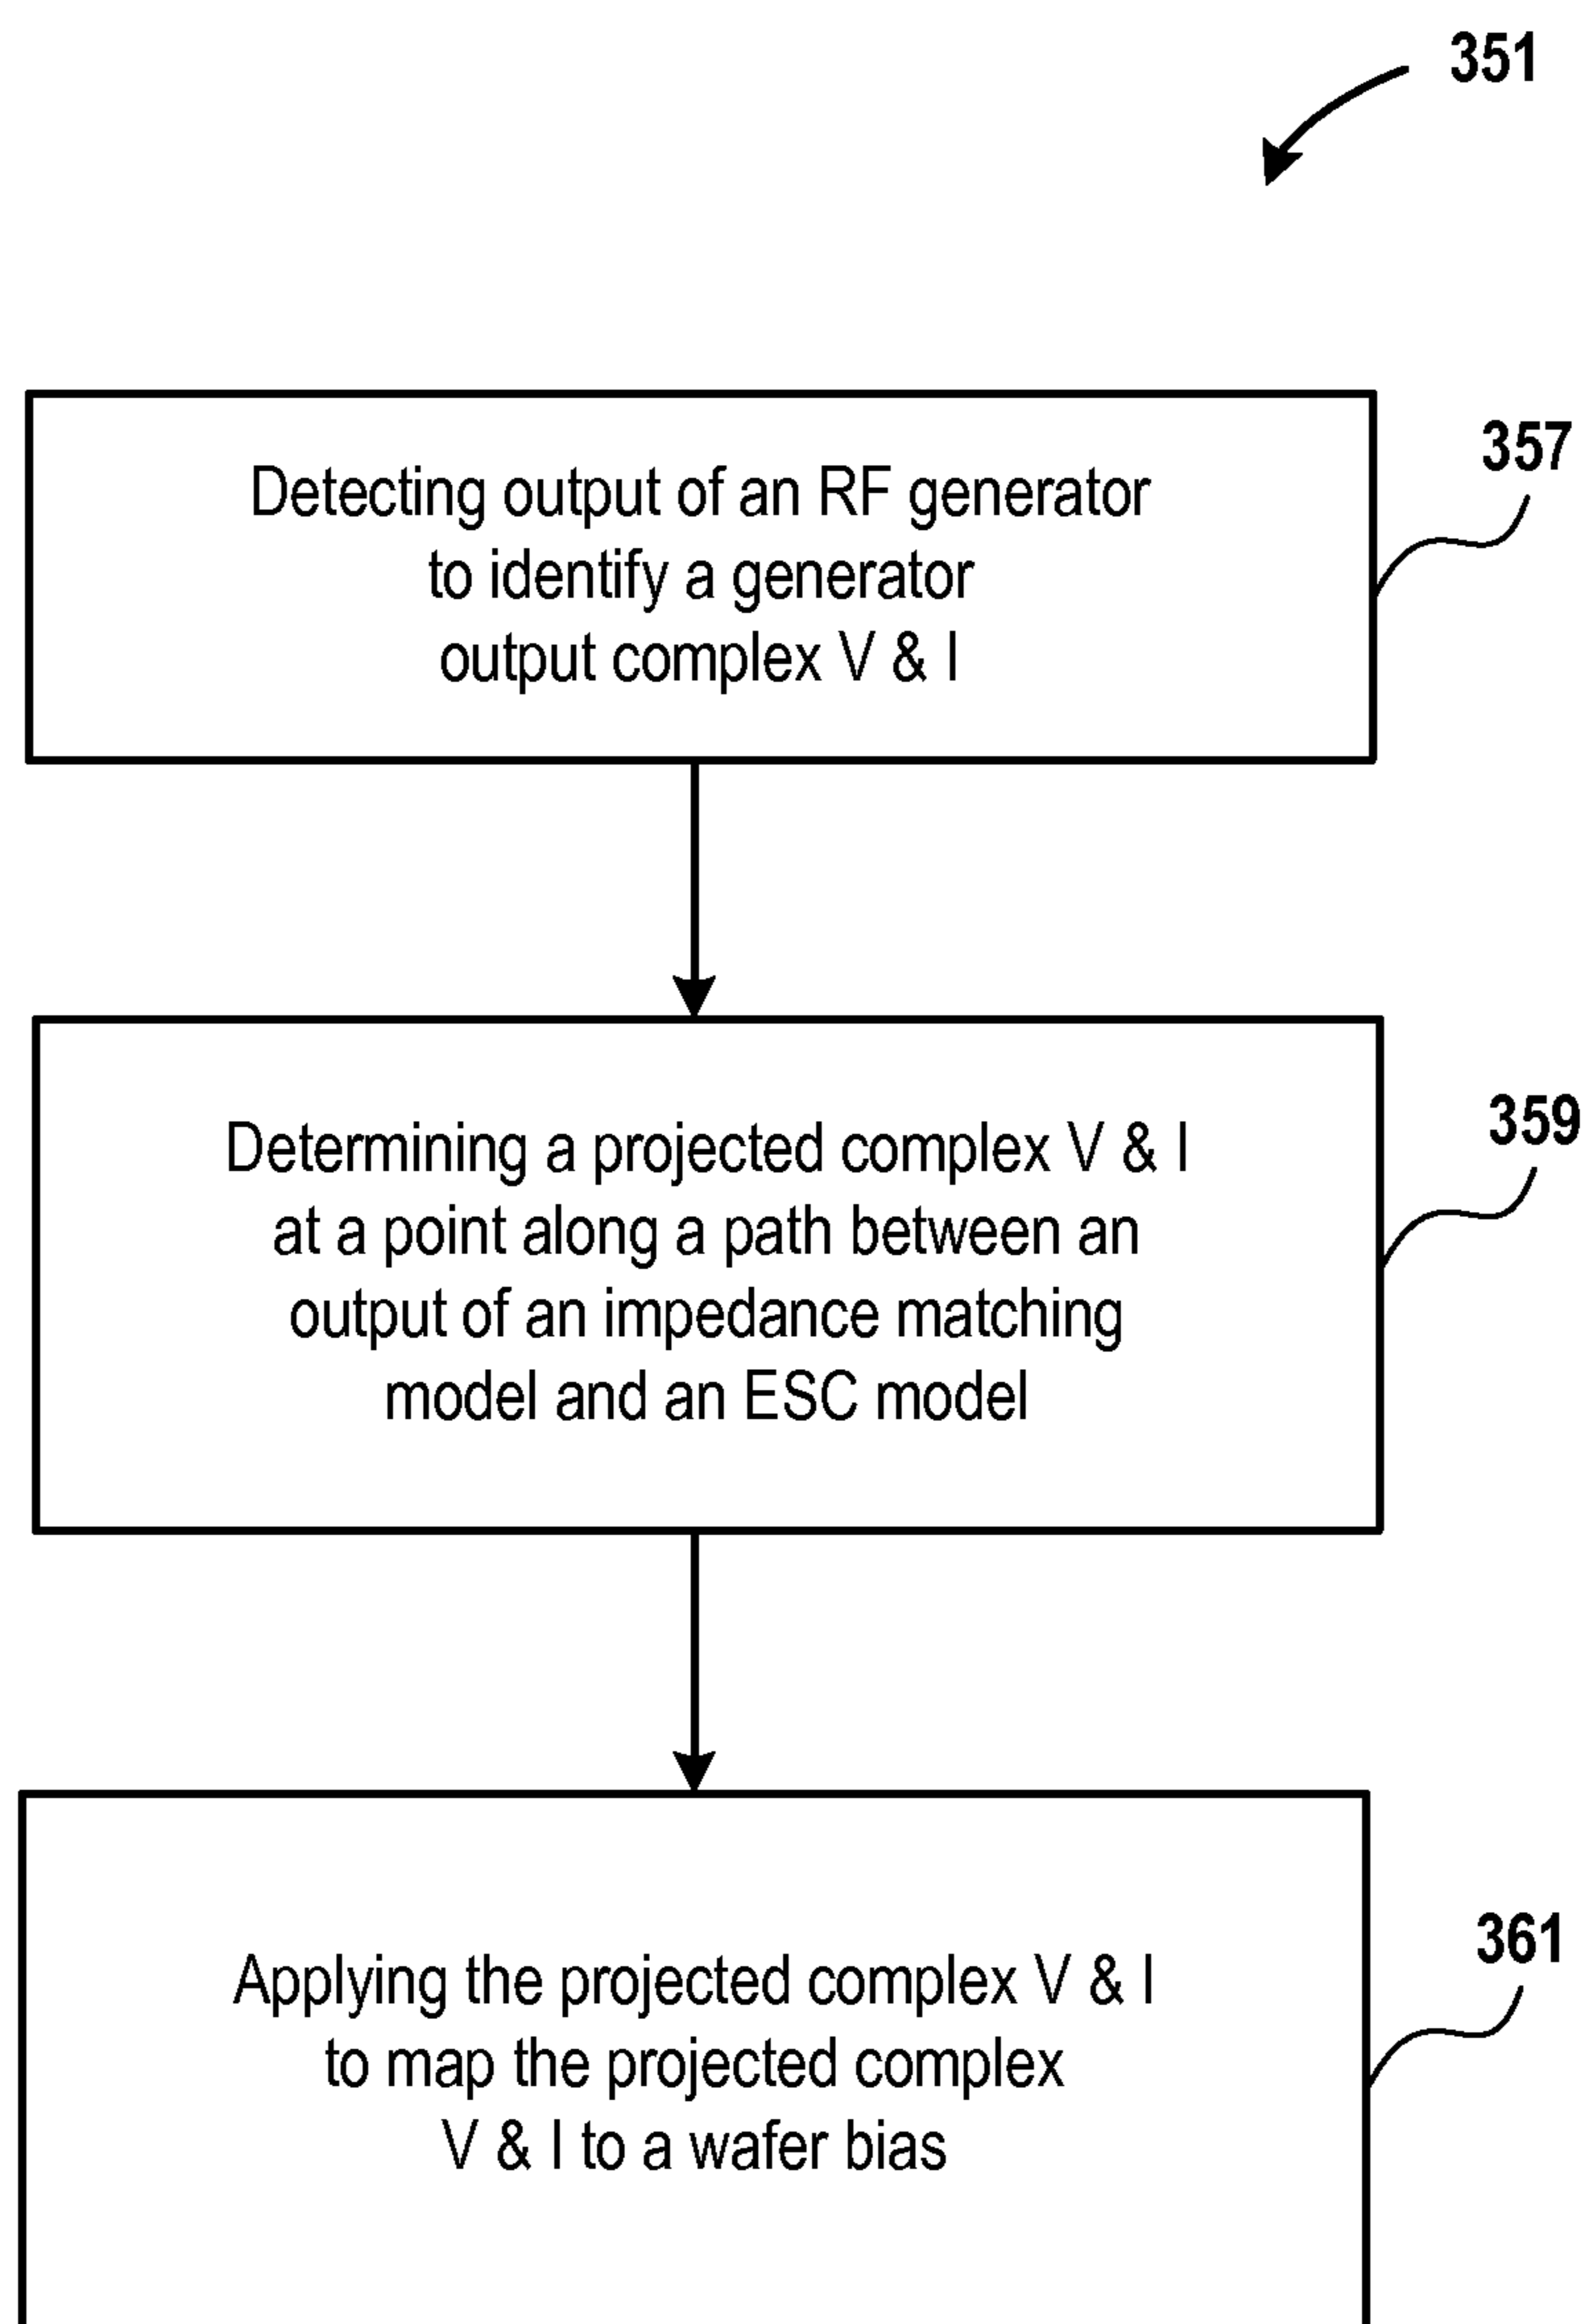 351
Detecting output of an RF generator
to identify a generator
output complex V & I
357
Determining a projected complex V & I
at a point along a path between an
output of an impedance matching
model and an ESC model
359
Applying the projected complex V & I
to map the projected complex
V & I to a wafer bias
361